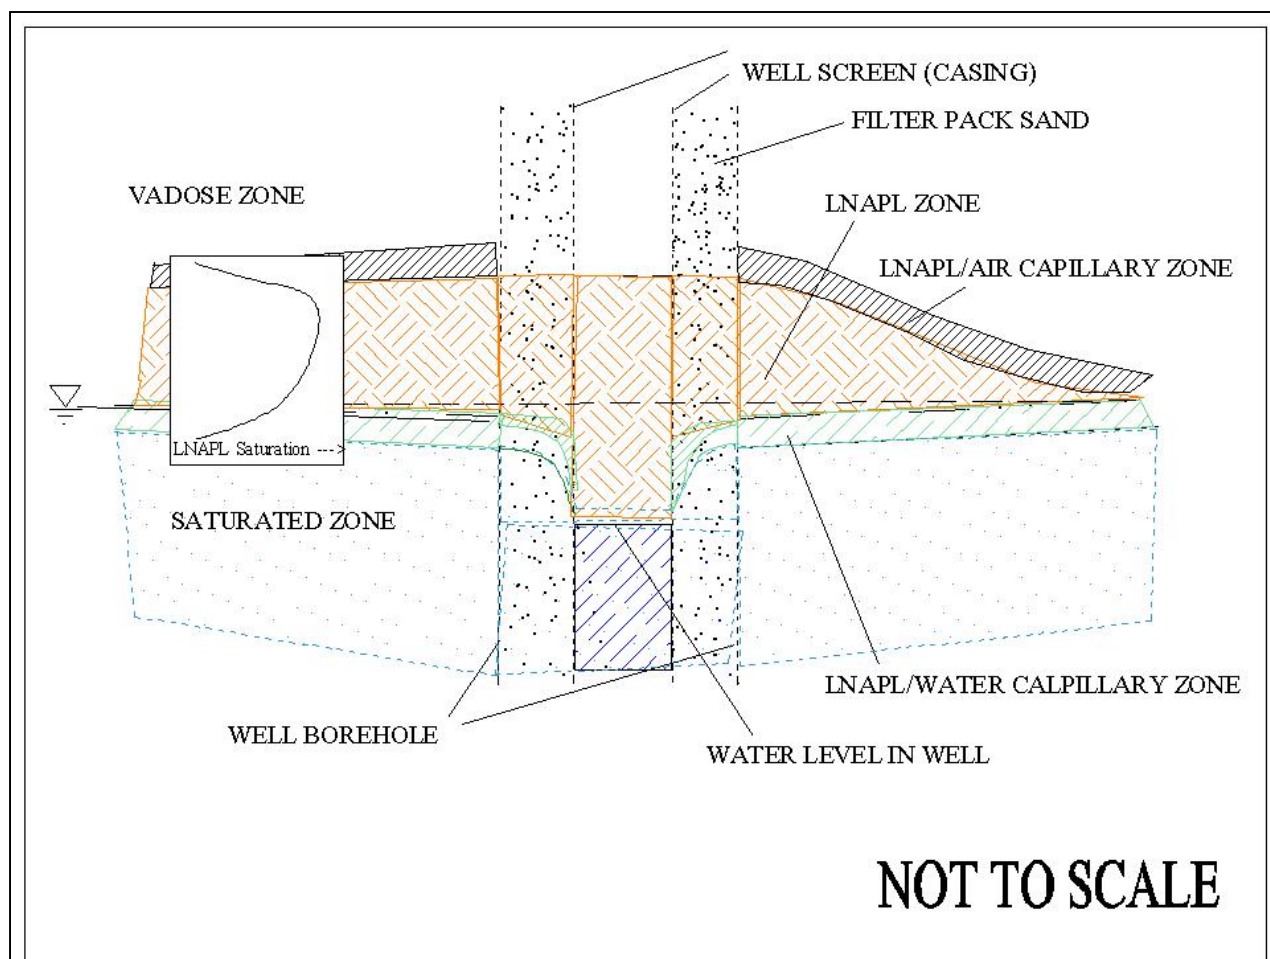 WELL SCREEN (CASING)
FILTER PACK SAND
VADOSE ZONE
LNAPL ZONE
LNAPL/AIR CAPILLARY ZONE
LNAPL Saturation --->
SATURATED ZONE
LNAPL/WATER CALPILLARY ZONE
WELL BOREHOLE
WATER LEVEL IN WELL
NOT TO SCALE